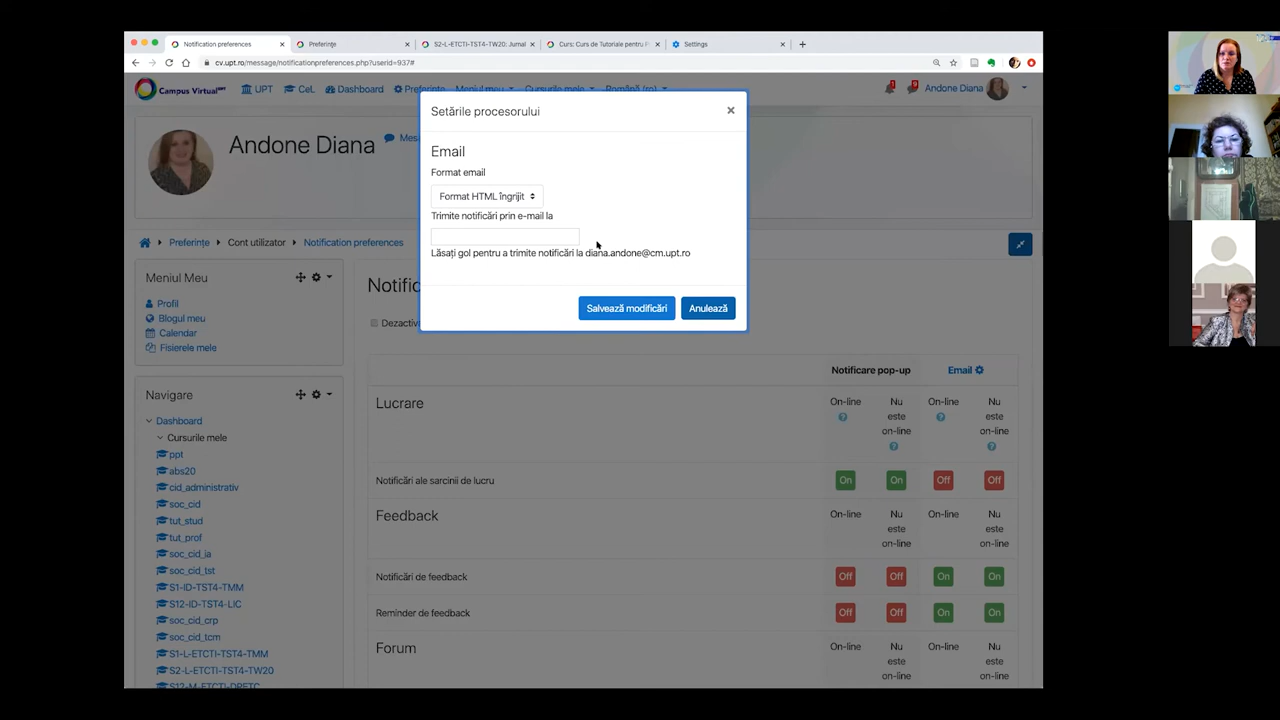 Notification preferences
Preferințe
S2-L-ETCTI-TST4-TW20: Jurnal
Curs: Curs de Tutoriale pentru P
Settings
cv.upt.ro/message/notificationpreferences.php?userid=937#
Campus Virtual UPT
UPT
CeL
Dashboard
Preferințe
Meniul meu
Cursurile mele
Română (ro)
Andone Diana
Setările procesorului
Andone Diana
Mes
Email
Format email
Format HTML îngrijit
Trimite notificări prin e-mail la
Lăsați gol pentru a trimite notificări la diana.andone@cm.upt.ro
Salvează modificări
Anulează
Preferințe
Cont utilizator
Notification preferences
Meniul Meu
Profil
Blogul meu
Calendar
Fisierele mele
Notific
Dezactiv
Navigare
Dashboard
Cursurile mele
ppt
abs20
cid_administrativ
soc_cid
tut_stud
tut_prof
soc_cid_ia
soc_cid_tst
S1-ID-TST4-TMM
S12-ID-TST4-LIC
soc_cid_crp
soc_cid_tcm
S1-L-ETCTI-TST4-TMM
S2-L-ETCTI-TST4-TW20
S12-M-ETCTI-DPETC
Notificare pop-up
Email
Lucrare
On-line
Nu este on-line
On-line
Nu este on-line
Notificări ale sarcinii de lucru
On
On
Off
Off
Feedback
On-line
Nu este on-line
On-line
Nu este on-line
Notificări de feedback
Off
Off
On
On
Reminder de feedback
Off
Off
On
On
Forum
On-line
Nu este on-line
On-line
Nu este on-line